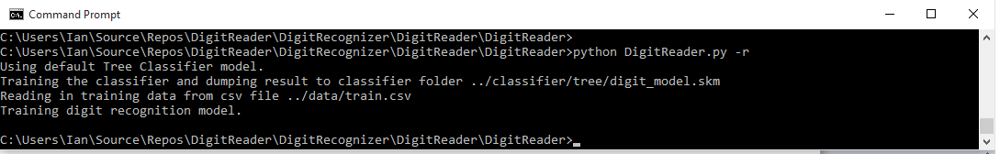 Command Prompt
C:\Users\Ian\Source\Repos\DigitReader\DigitRecognizer\DigitReader\DigitReader>
C:\Users\Ian\Source\Repos\DigitReader\DigitRecognizer\DigitReader\DigitReader>python DigitReader.py -r
Using default Tree Classifier model.
Training the classifier and dumping result to classifier folder ../classifier/tree/digit_model.skm
Reading in training data from csv file ../data/train.csv
Training digit recognition model.
C:\Users\Ian\Source\Repos\DigitReader\DigitRecognizer\DigitReader\DigitReader>